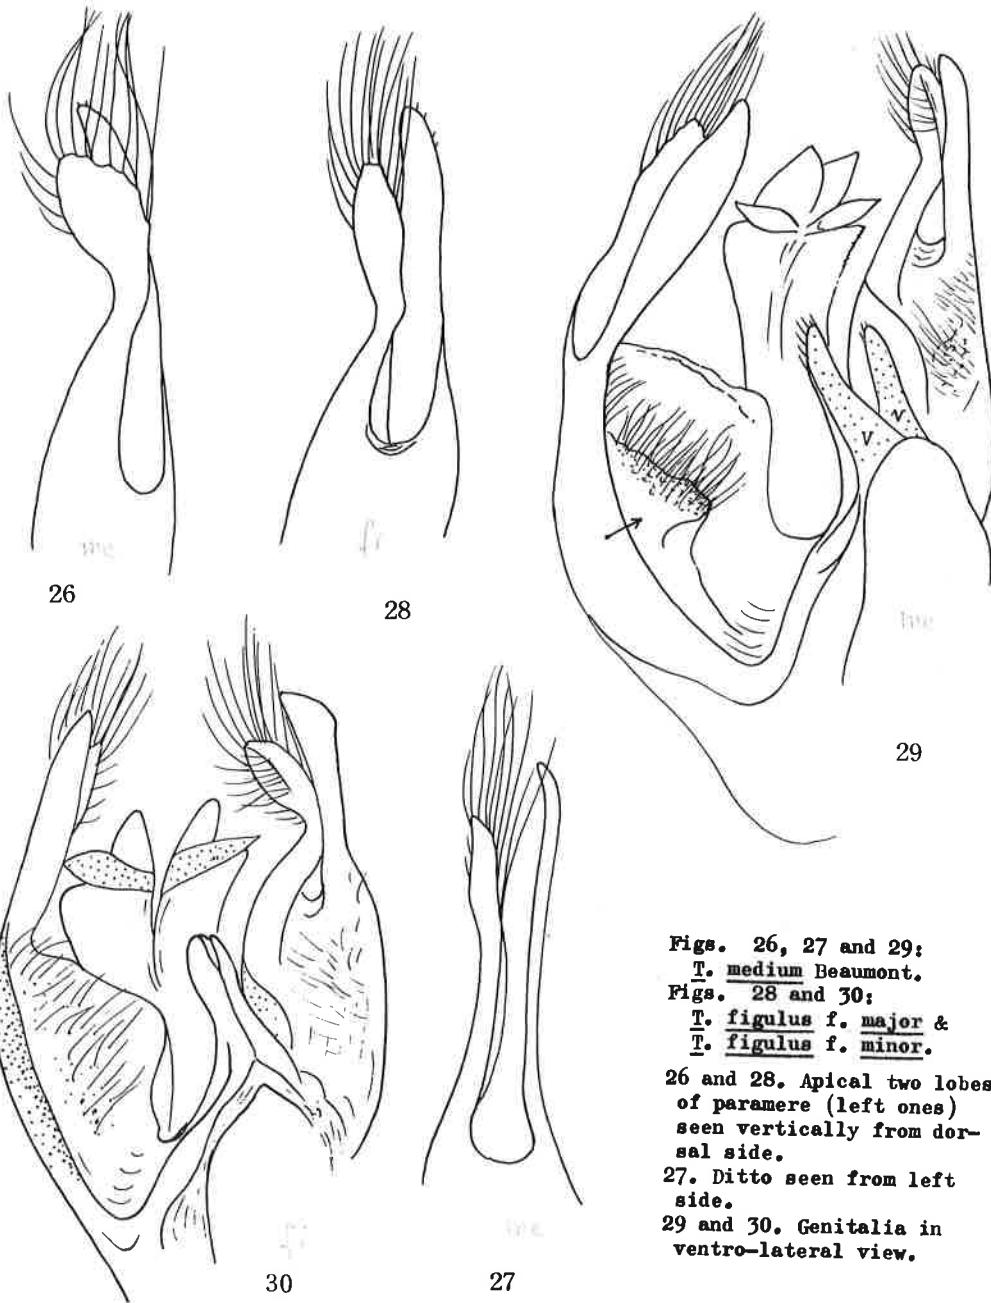 me
26
fi
28
V
V
me
29
fi
30
me
27
Figs. 26, 27 and 29:
T. medium Beaumont.
Figs. 28 and 30:
T. figulus f. major &
T. figulus f. minor.
26 and 28. Apical two lobes
of paramere (left ones)
seen vertically from dor-
sal side.
27. Ditto seen from left
side.
29 and 30. Genitalia in
ventro-lateral view.